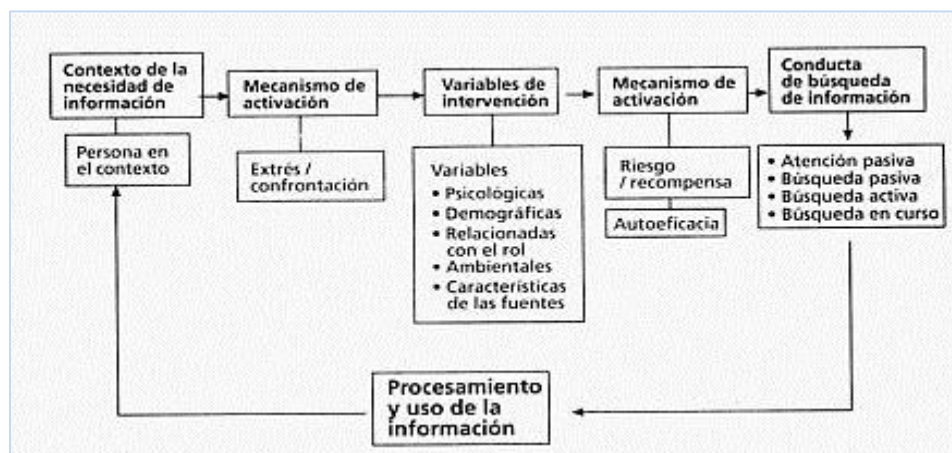 Contexto de la
necesidad de
información
Persona en
el contexto
Mecanismo de
activación
Extrés /
confrontación
Variables de
intervención
Variables
• Psicológicas
• Demográficas
• Relacionadas
con el rol
• Ambientales
• Características
de las fuentes
Mecanismo de
activación
Riesgo
/ recompensa
Autoeficacia
Conducta
de búsqueda
de información
• Atención pasiva
• Búsqueda pasiva
• Búsqueda activa
• Búsqueda en curso
Procesamiento
y uso de la
información